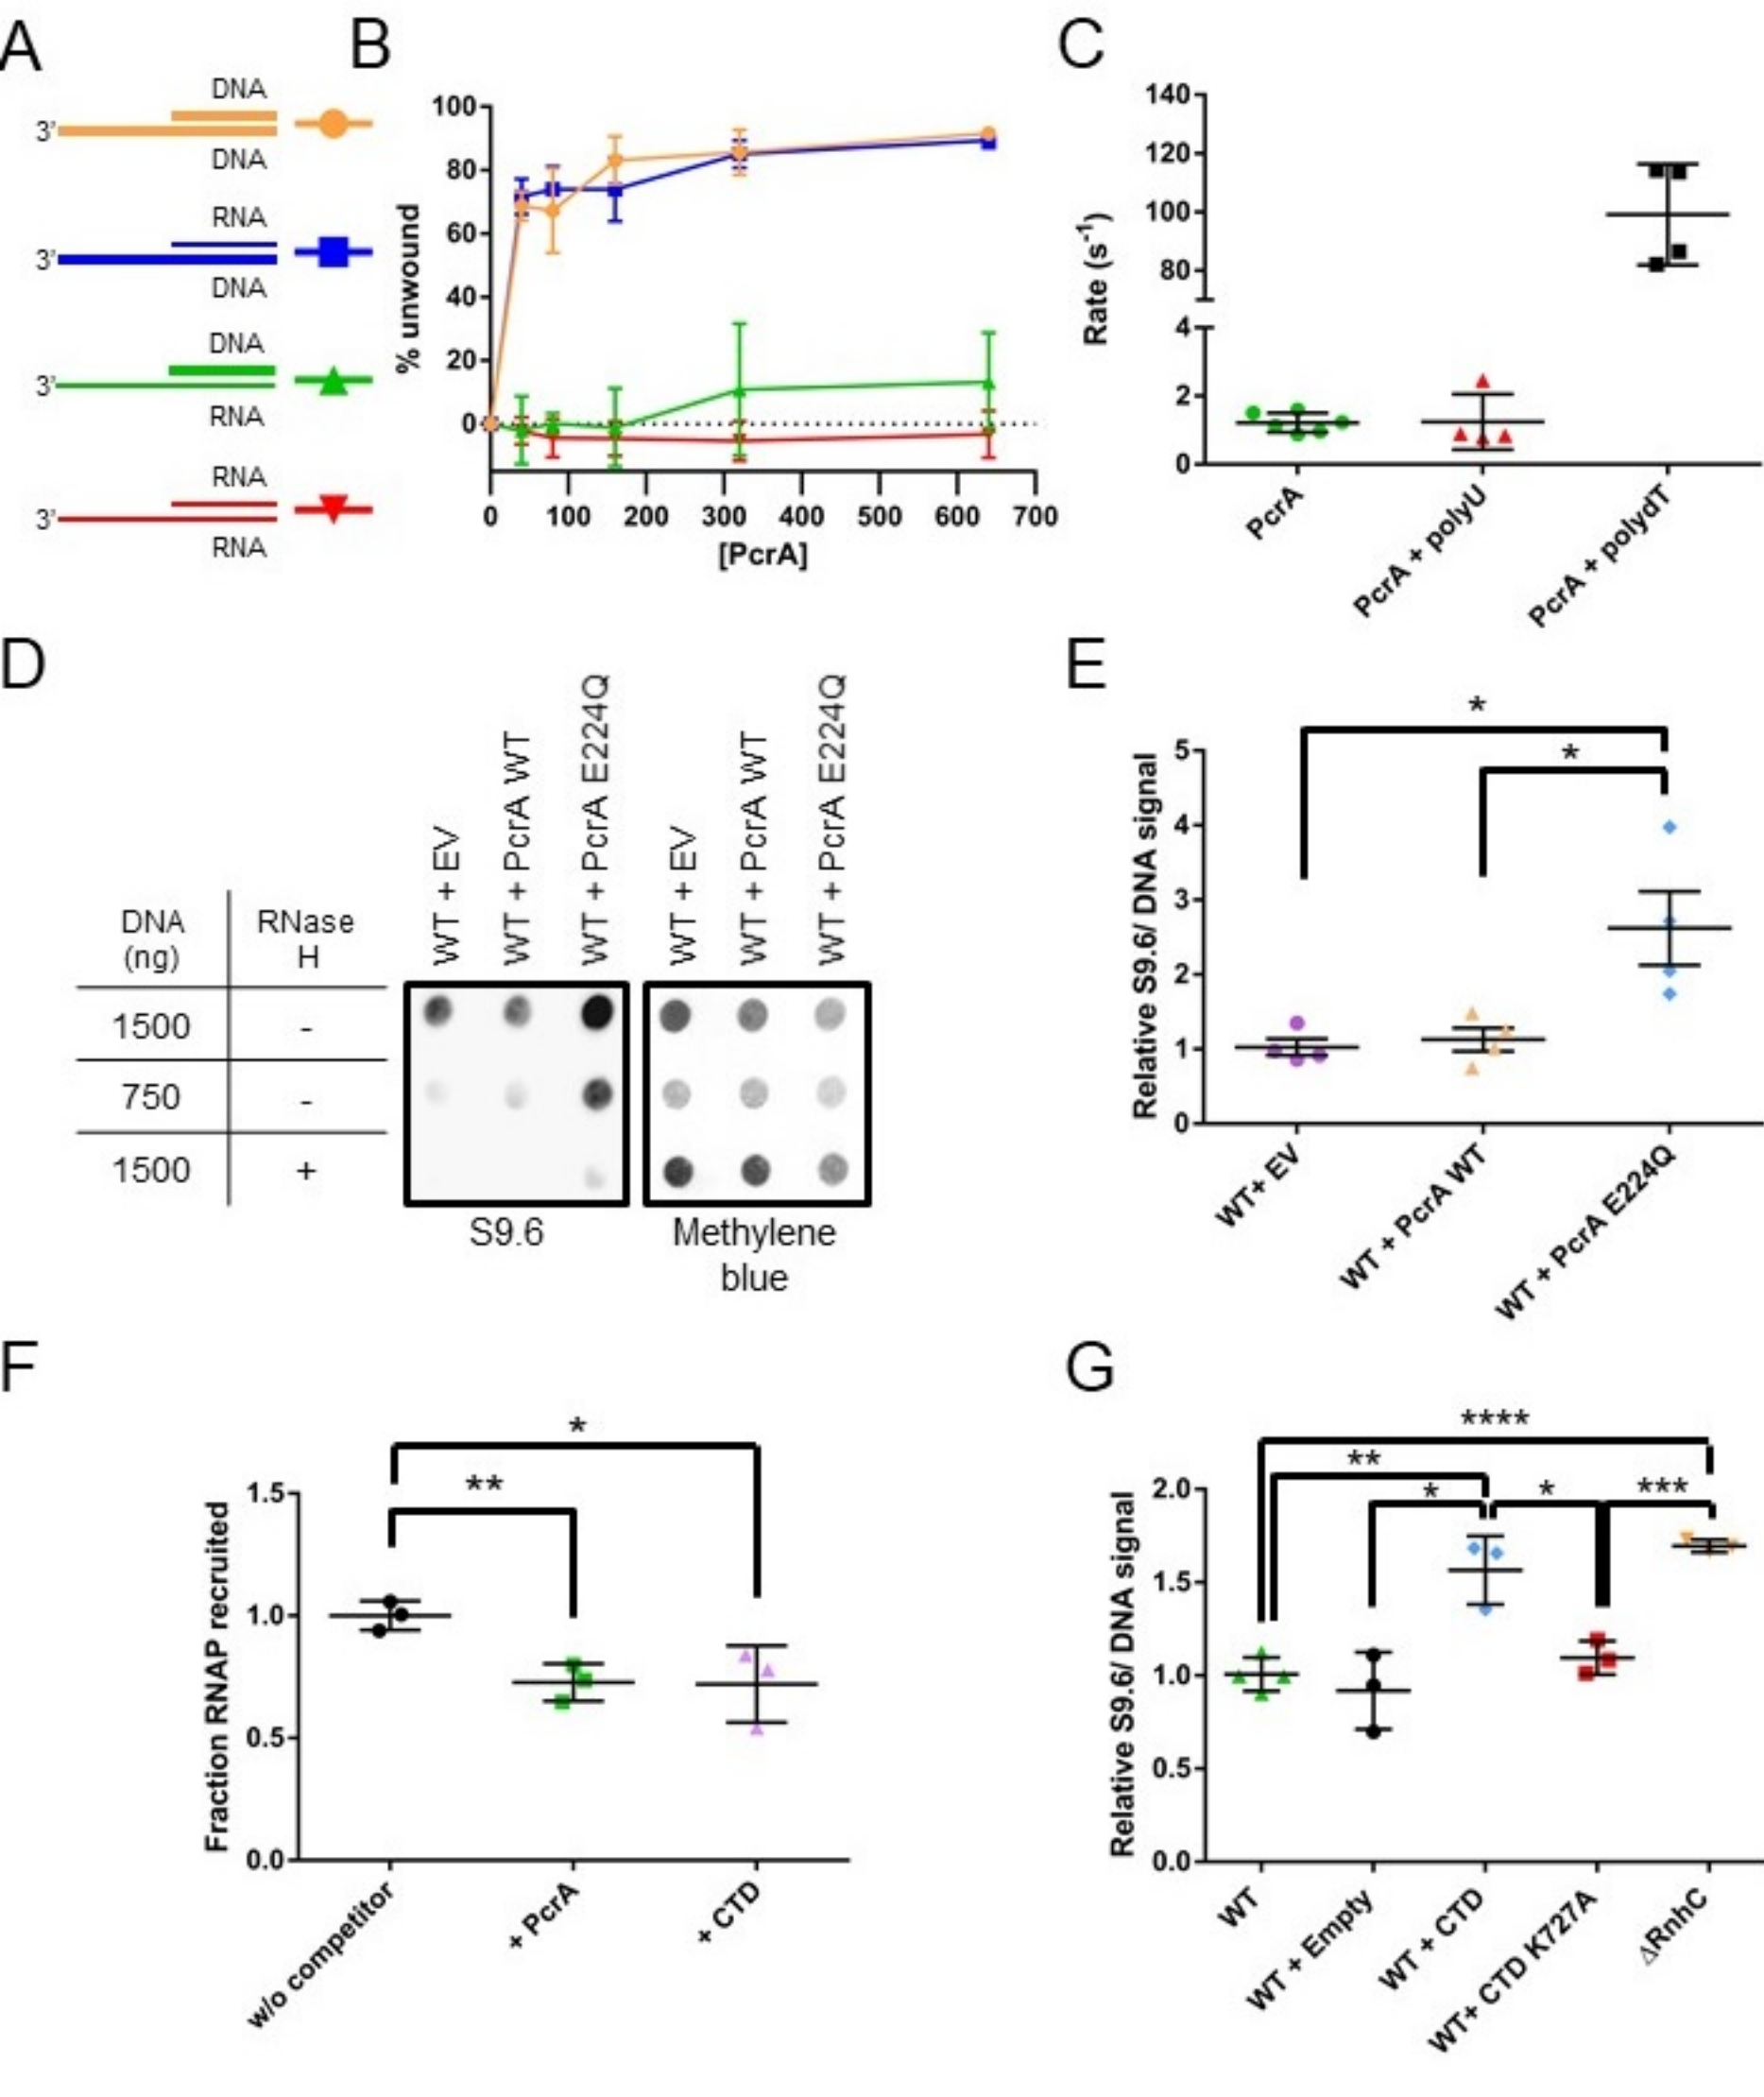 A
DNA
3'
DNA
RNA
3'
DNA
DNA
3'
RNA
RNA
3'
RNA
B
% unwound
100
80
60
40
20
0
0 100 200 300 400 500 600 700
[PcrA]
C
Rate (s⁻¹)
140
120
100
80
4
2
0
PcrA
PcrA + polyU
PcrA + polydT
D
WT + EV
WT + PcrA WT
WT + PcrA E224Q
WT + EV
WT + PcrA WT
WT + PcrA E224Q
DNA
(ng)
RNase
H
1500 -
750 -
1500 +
S9.6
Methylene
blue
E
*
*
Relative S9.6/ DNA signal
5
4
3
2
1
0
WT+ EV
WT + PcrA WT
WT + PcrA E224Q
F
*
**
Fraction RNAP recruited
1.5
1.0
0.5
0.0
w/o competitor
+ PcrA
+ CTD
G
****
**
* * ***
Relative S9.6/ DNA signal
2.0
1.5
1.0
0.5
0.0
WT
WT + Empty
WT + CTD
WT+ CTD K727A
ΔRnhC